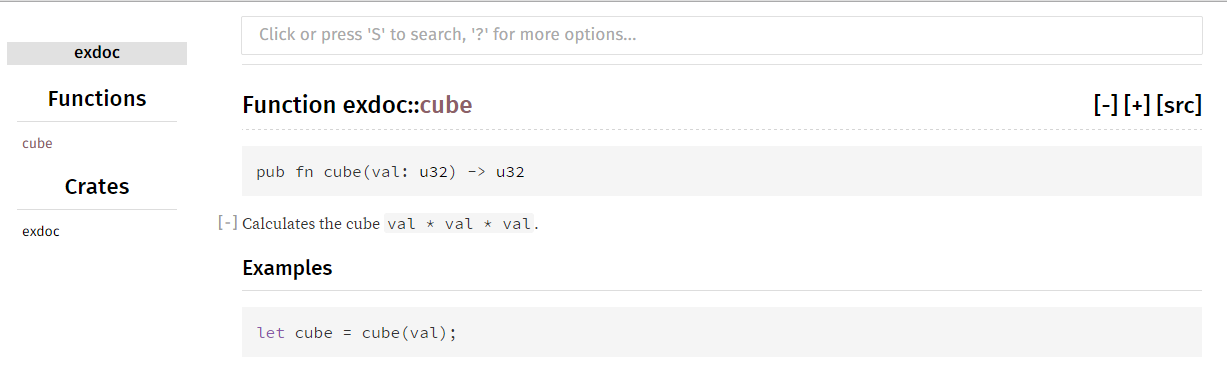 Click or press 'S' to search, '?' for more options...
exdoc
Functions
cube
Crates
exdoc
Function exdoc::cube
[-] [+] [src]
pub fn cube(val: u32) -> u32
[-] Calculates the cube val * val * val.
Examples
let cube = cube(val);